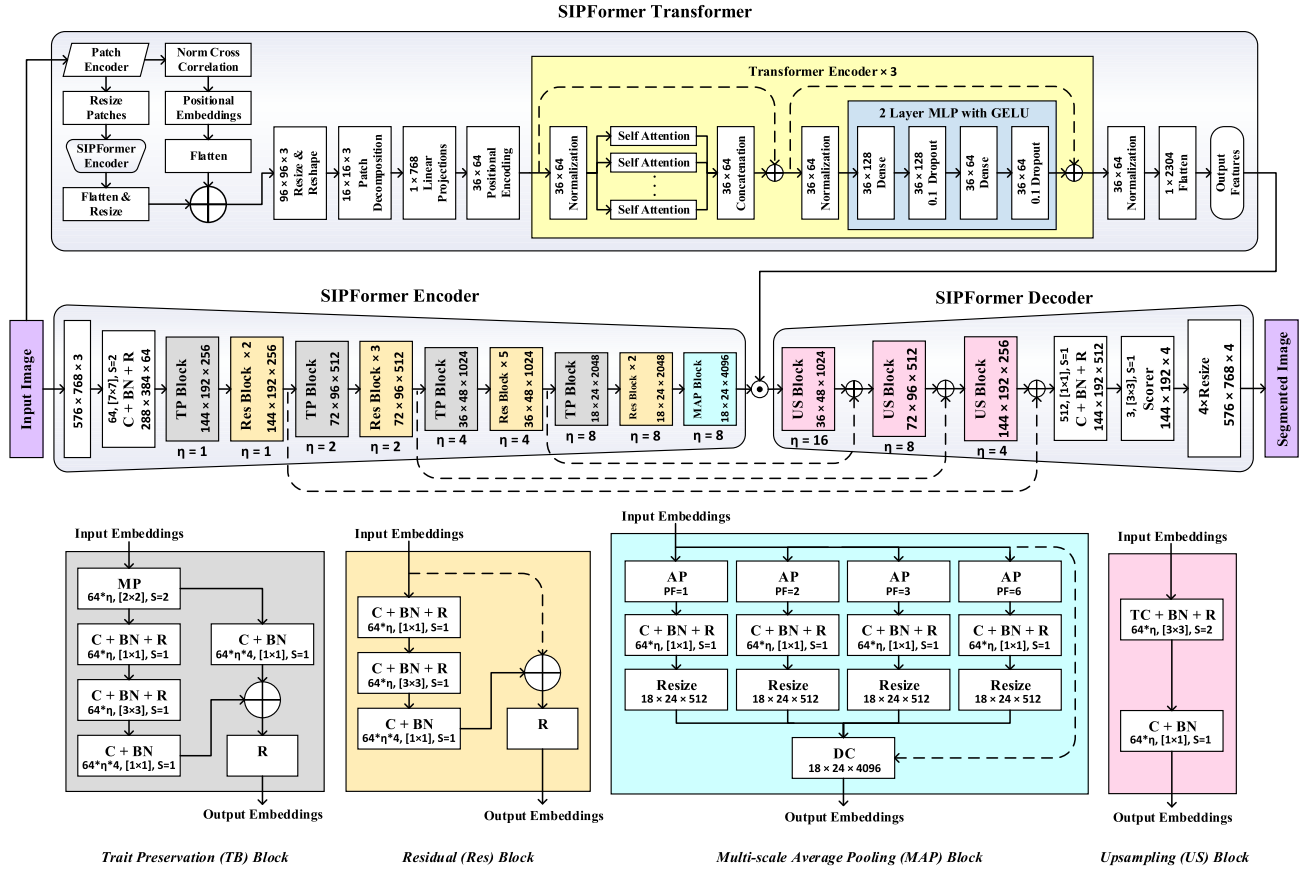 SIPFormer Transformer
Patch
Encoder
Norm Cross
Correlation
Resize
Patches
Positional
Embeddings
SIPFormer
Encoder
Flatten
Flatten &
Resize
96 × 96 × 3
Resize &
Reshape
16 × 16 × 3
Patch
Decomposition
1 × 768
Linear
Projections
36 × 64
Positional
Encoding
Transformer Encoder × 3
36 × 64
Normalization
Self Attention
Self Attention
Self Attention
36 × 64
Concatenation
36 × 64
Normalization
2 Layer MLP with GELU
36 × 128
Dense
36 × 128
0.1 Dropout
36 × 64
Dense
36 × 64
0.1 Dropout
36 × 64
Normalization
1 × 2304
Flatten
Output
Features
SIPFormer Encoder
SIPFormer Decoder
Input Image
576 × 768 × 3
64, [7×7], S=2
C + BN + R
288 × 384 × 64
TP Block
144 × 192 × 256
η = 1
Res Block × 2
144 × 192 × 256
η = 1
TP Block
72 × 96 × 512
η = 2
Res Block × 3
72 × 96 × 512
η = 2
TP Block
36 × 48 × 1024
η = 4
Res Block × 5
36 × 48 × 1024
η = 4
TP Block
18 × 24 × 2048
η = 8
Res Block × 2
18 × 24 × 2048
η = 8
MAP Block
18 × 24 × 4096
η = 8
US Block
36 × 48 × 1024
η = 16
US Block
72 × 96 × 512
η = 8
US Block
144 × 192 × 256
η = 4
512, [1×1], S=1
C + BN + R
144 × 192 × 512
3, [3×3], S=1
Scorer
144 × 192 × 4
4×Resize
576 × 768 × 4
Segmented Image
Input Embeddings
MP
64*η, [2×2], S=2
C + BN + R
64*η, [1×1], S=1
C + BN
64*η*4, [1×1], S=1
C + BN + R
64*η, [3×3], S=1
C + BN
64*η*4, [1×1], S=1
R
Output Embeddings
Trait Preservation (TB) Block
Input Embeddings
C + BN + R
64*η, [1×1], S=1
C + BN + R
64*η, [3×3], S=1
C + BN
64*η*4, [1×1], S=1
R
Output Embeddings
Residual (Res) Block
Input Embeddings
AP
PF=1
AP
PF=2
AP
PF=3
AP
PF=6
C + BN + R
64*η, [1×1], S=1
C + BN + R
64*η, [1×1], S=1
C + BN + R
64*η, [1×1], S=1
C + BN + R
64*η, [1×1], S=1
Resize
18 × 24 × 512
Resize
18 × 24 × 512
Resize
18 × 24 × 512
Resize
18 × 24 × 512
DC
18 × 24 × 4096
Output Embeddings
Multi-scale Average Pooling (MAP) Block
Input Embeddings
TC + BN + R
64*η, [3×3], S=2
C + BN
64*η, [1×1], S=1
Output Embeddings
Upsampling (US) Block